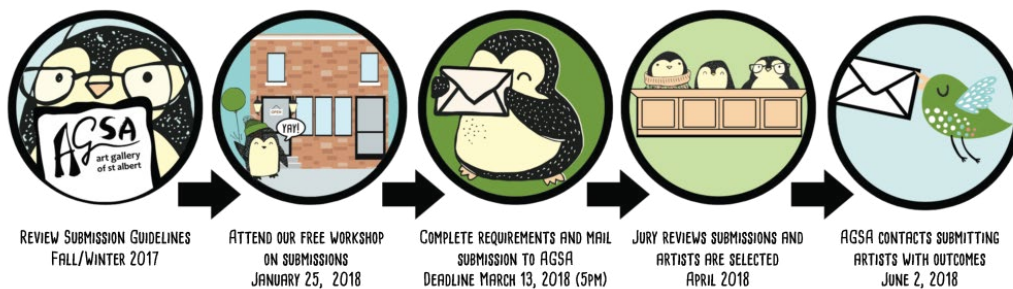 AGSA
art gallery
of st albert
OPEN
YAY!
REVIEW SUBMISSION GUIDELINES
FALL/WINTER 2017
ATTEND OUR FREE WORKSHOP
ON SUBMISSIONS
JANUARY 25, 2018
COMPLETE REQUIREMENTS AND MAIL
SUBMISSION TO AGSA
DEADLINE MARCH 13, 2018 (5PM)
JURY REVIEWS SUBMISSIONS AND
ARTISTS ARE SELECTED
APRIL 2018
AGSA CONTACTS SUBMITTING
ARTISTS WITH OUTCOMES
JUNE 2, 2018